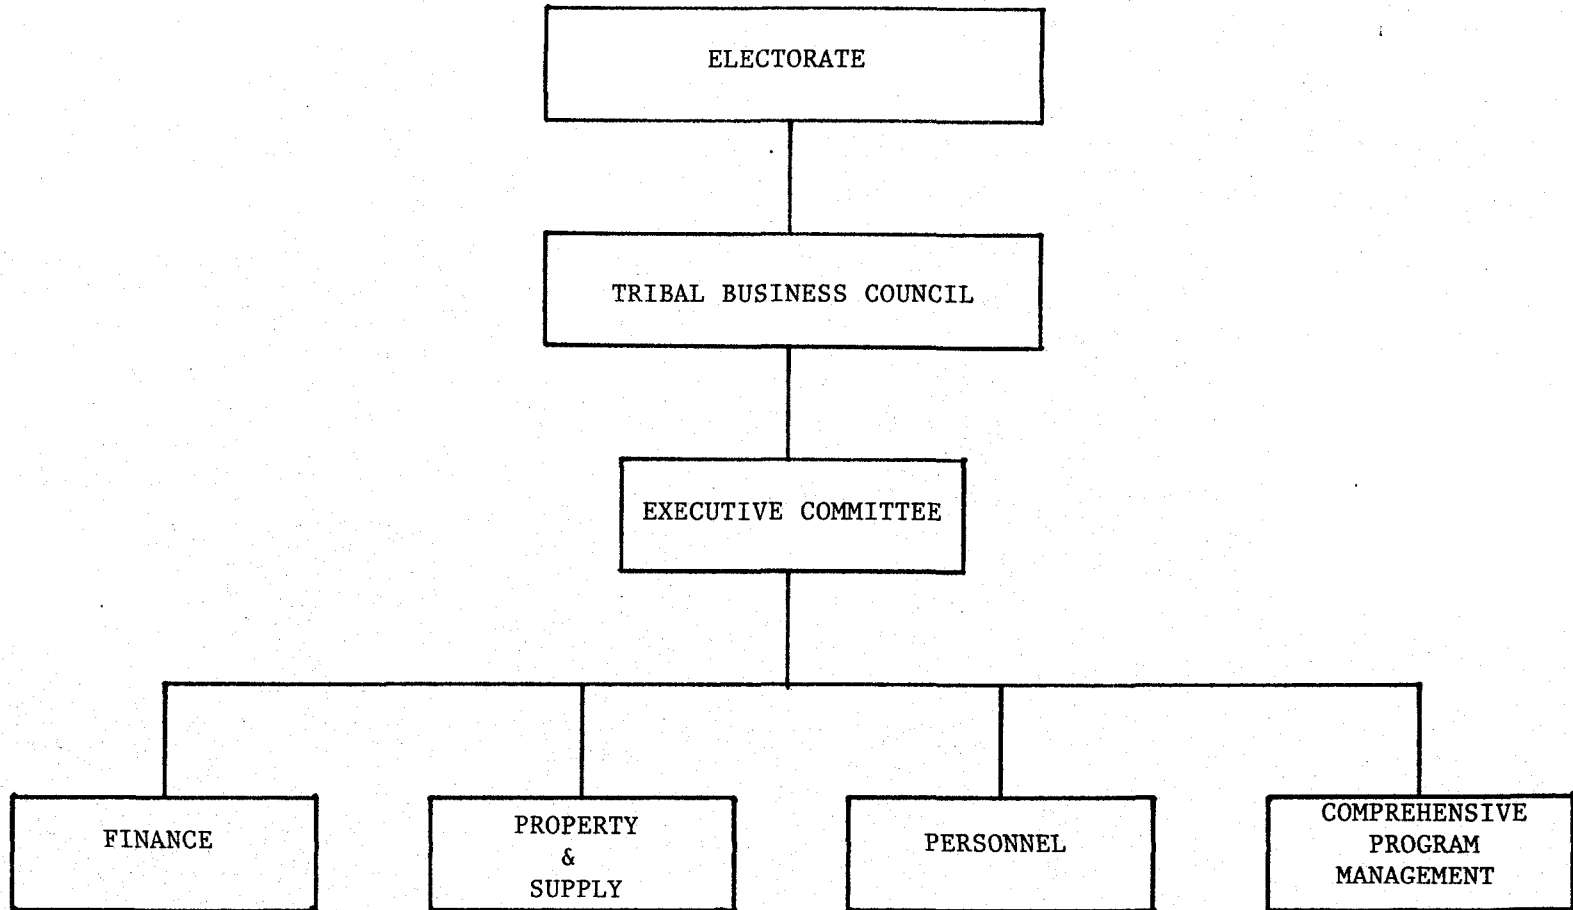 ELECTORATE
TRIBAL BUSINESS COUNCIL
EXECUTIVE COMMITTEE
FINANCE
PROPERTY
&
SUPPLY
PERSONNEL
COMPREHENSIVE
PROGRAM
MANAGEMENT